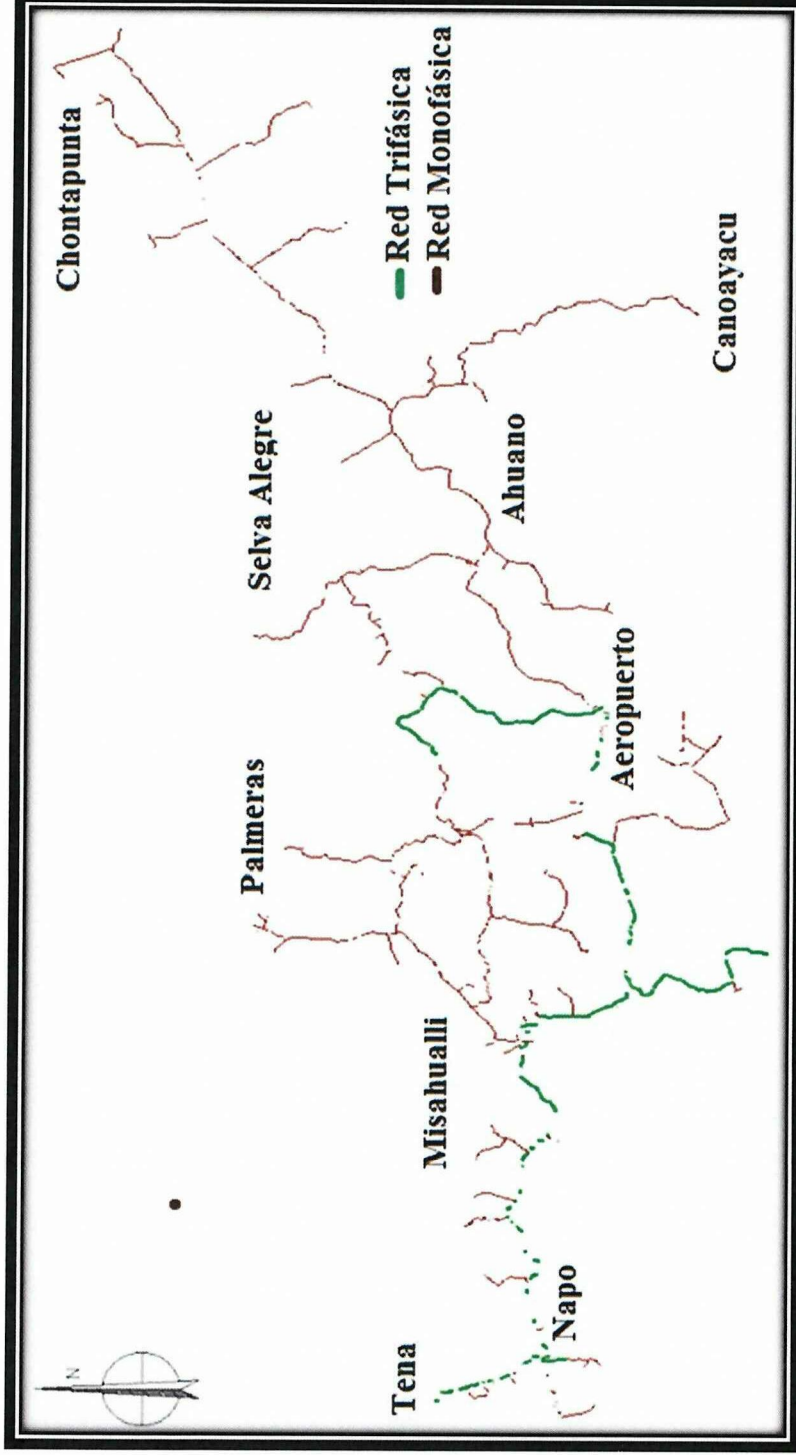 N
Chontapunta
Selva Alegre
Palmeras
Red Trifásica
Red Monofásica
Misahualli
Tena
Napo
Aeropuerto
Ahuano
Canoayacu